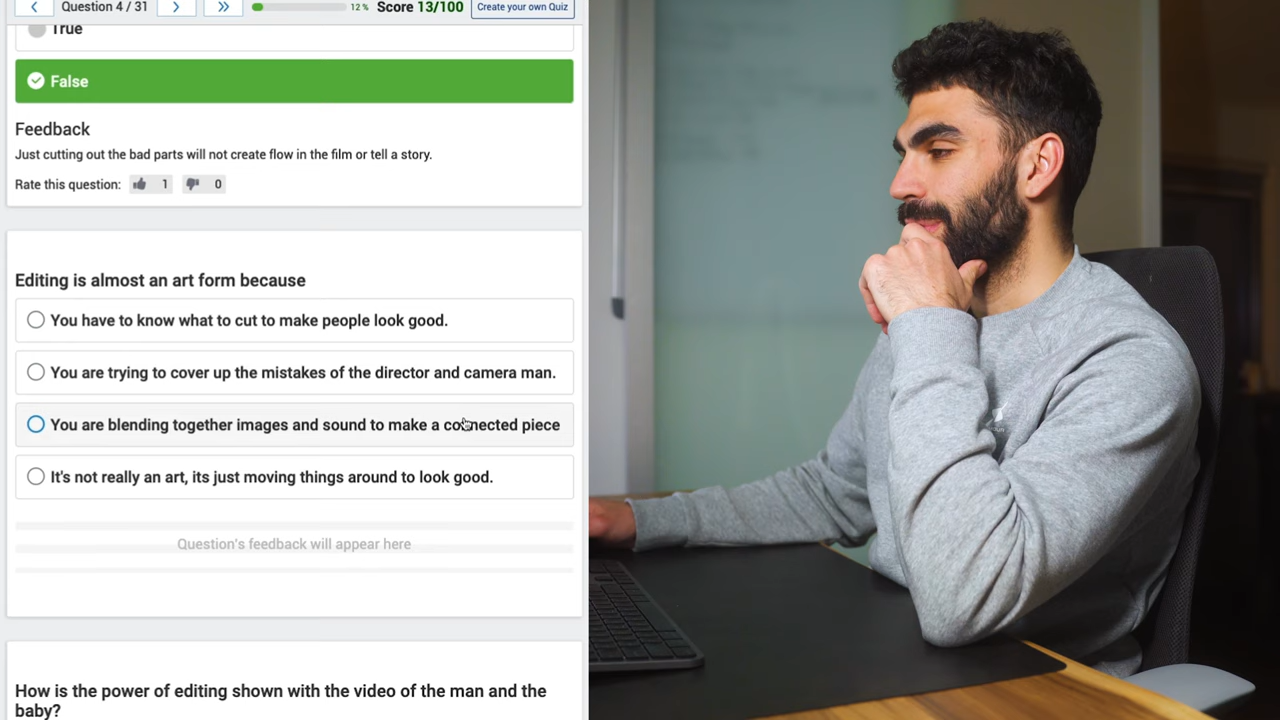 Question 4 / 31
12 %
Score 13/100
Create your own Quiz
True
False
Feedback
Just cutting out the bad parts will not create flow in the film or tell a story.
Rate this question:
1
0
Editing is almost an art form because
You have to know what to cut to make people look good.
You are trying to cover up the mistakes of the director and camera man.
You are blending together images and sound to make a connected piece
It's not really an art, its just moving things around to look good.
Question's feedback will appear here
How is the power of editing shown with the video of the man and the
baby?